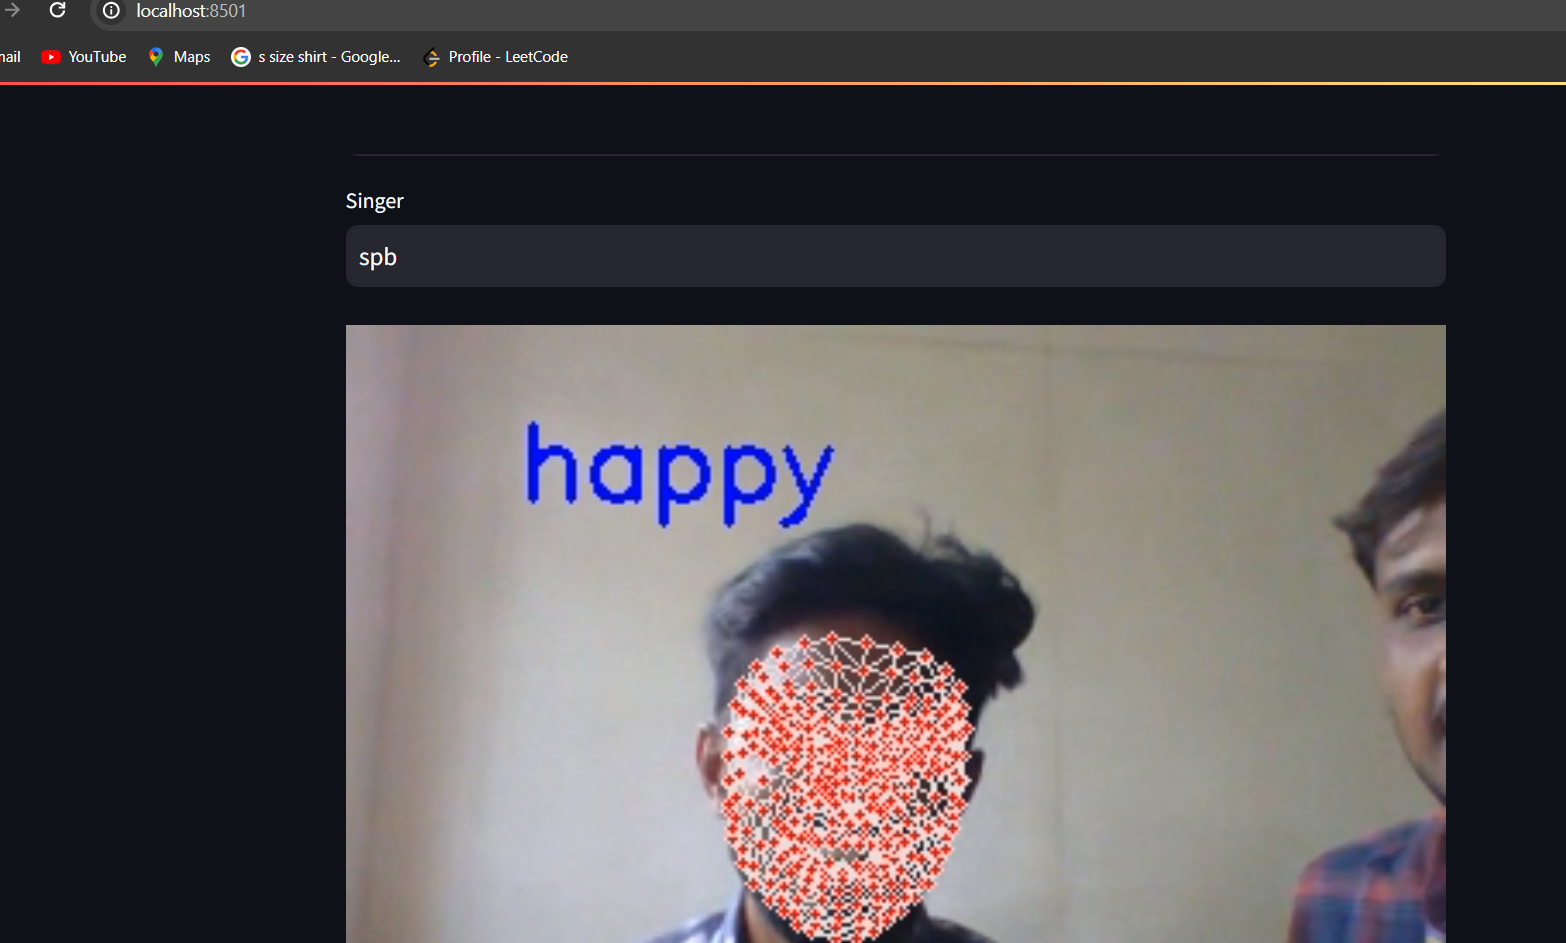 localhost:8501
nail YouTube Maps s size shirt - Google... Profile - LeetCode
Singer
spb
happy